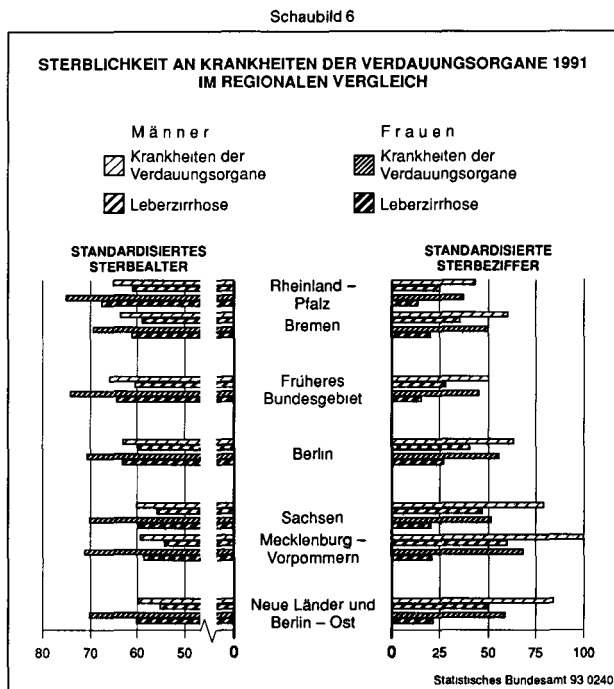 Schaubild 6
STERBLICHKEIT AN KRANKHEITEN DER VERDAUUNGSORGANE 1991
IM REGIONALEN VERGLEICH
Männer
Krankheiten der
Verdauungsorgane
Leberzirrhose
Frauen
Krankheiten der
Verdauungsorgane
Leberzirrhose
STANDARDISIERTES
STERBEALTER
STANDARDISIERTE
STERBEZIFFER
Rheinland –
Pfalz
Bremen
Früheres
Bundesgebiet
Berlin
Sachsen
Mecklenburg –
Vorpommern
Neue Länder und
Berlin – Ost
80 70 60 50 0
0 25 50 75 100
Statistisches Bundesamt 93 0240